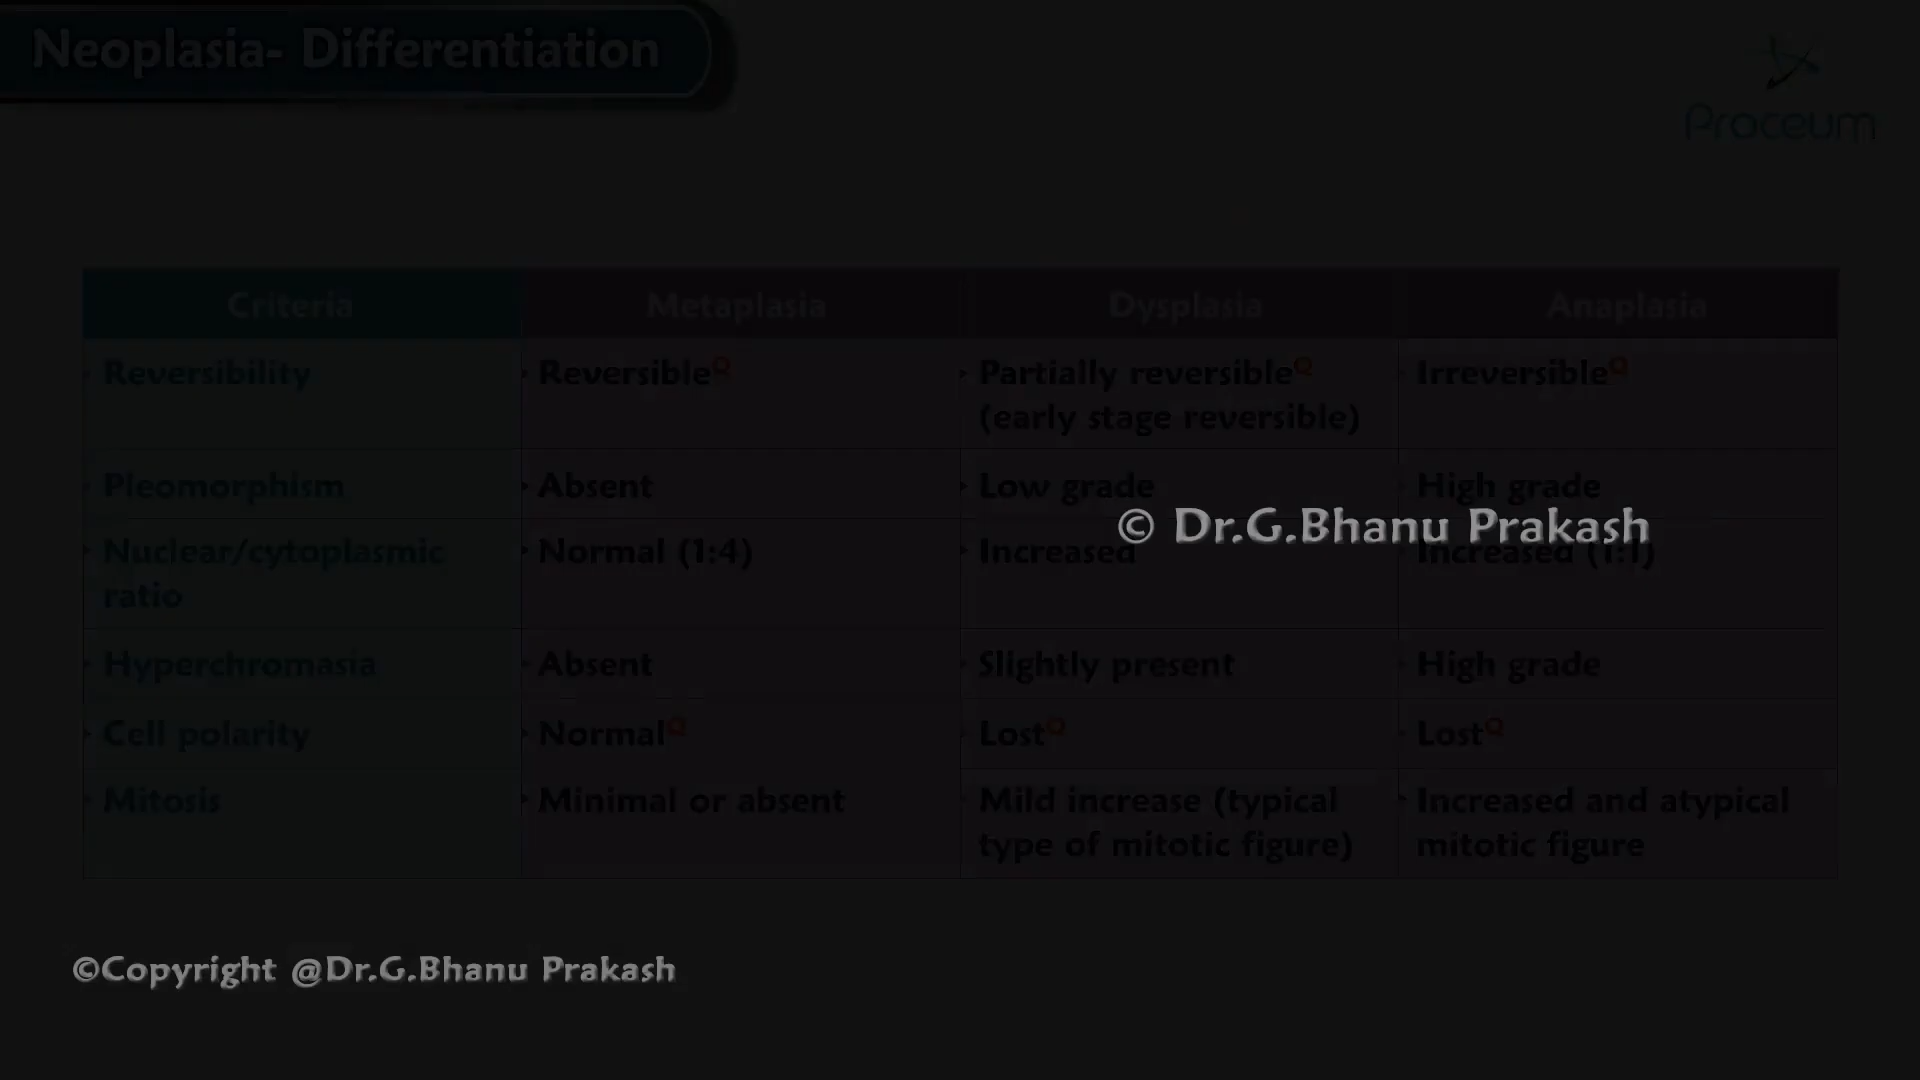 Neoplasia- Differentiation
Proceum
Criteria Metaplasia Dysplasia Anaplasia
Reversibility Reversible Q Partially reversible Q Irreversible Q
(early stage reversible)
Pleomorphism Absent Low grade High grade
© Dr.G.Bhanu Prakash
Nuclear/cytoplasmic Normal (1:4) Increased Increased (1:1)
ratio
Hyperchromasia Absent Slightly present High grade
Cell polarity Normal Q Lost Q Lost Q
Mitosis Minimal or absent Mild increase (typical Increased and atypical
type of mitotic figure) mitotic figure
©Copyright @Dr.G.Bhanu Prakash